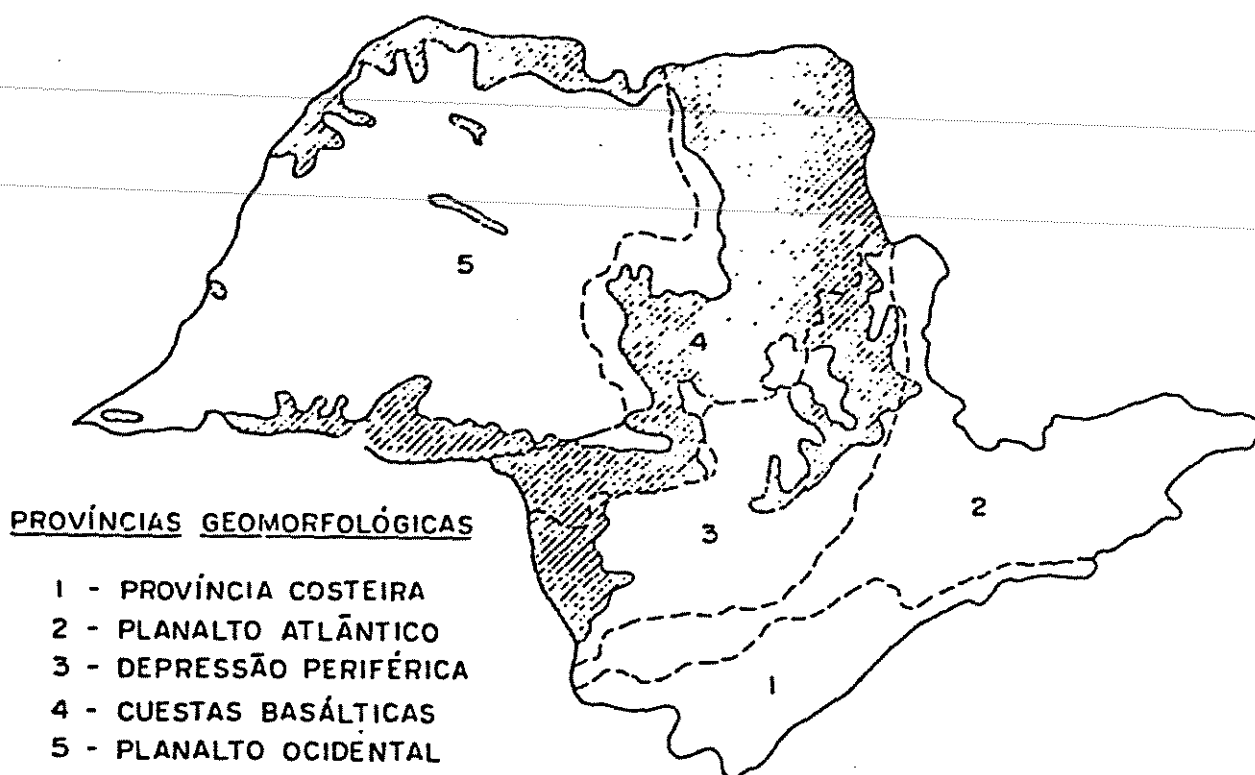 5
4
3
2
1
PROVÍNCIAS GEOMORFOLÓGICAS
1 - PROVÍNCIA COSTEIRA
2 - PLANALTO ATLÂNTICO
3 - DEPRESSÃO PERIFÉRICA
4 - CUESTAS BASÁLTICAS
5 - PLANALTO OCIDENTAL